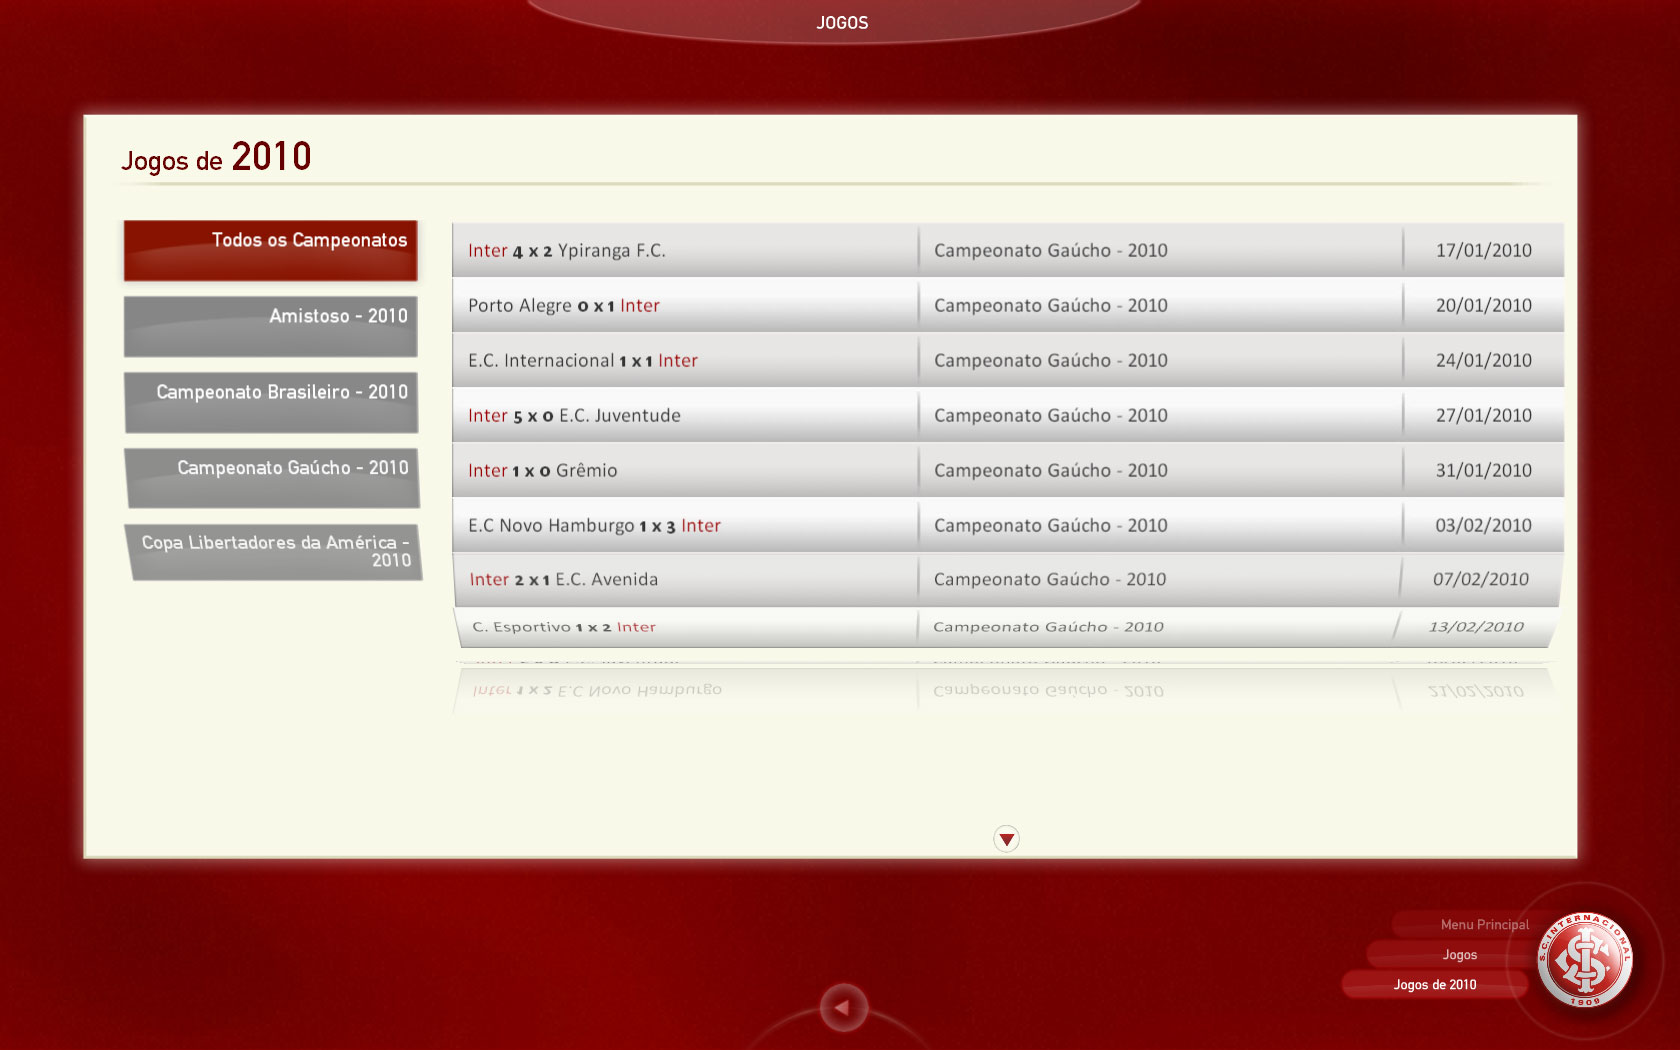 JOGOS
Jogos de 2010
Todos os Campeonatos
Amistoso - 2010
Campeonato Brasileiro - 2010
Campeonato Gaúcho - 2010
Copa Libertadores da América -
2010
Inter 4 x 2 Ypiranga F.C. Campeonato Gaúcho - 2010 17/01/2010
Porto Alegre 0 x 1 Inter Campeonato Gaúcho - 2010 20/01/2010
E.C. Internacional 1 x 1 Inter Campeonato Gaúcho - 2010 24/01/2010
Inter 5 x 0 E.C. Juventude Campeonato Gaúcho - 2010 27/01/2010
Inter 1 x 0 Grêmio Campeonato Gaúcho - 2010 31/01/2010
E.C Novo Hamburgo 1 x 3 Inter Campeonato Gaúcho - 2010 03/02/2010
Inter 2 x 1 E.C. Avenida Campeonato Gaúcho - 2010 07/02/2010
C. Esportivo 1 x 2 Inter Campeonato Gaúcho - 2010 13/02/2010
Inter 1 x 2 E.C Novo Hamburgo Campeonato Gaúcho - 2010 21/02/2010
Menu Principal
Jogos
Jogos de 2010
S.C. INTERNACIONAL
1909